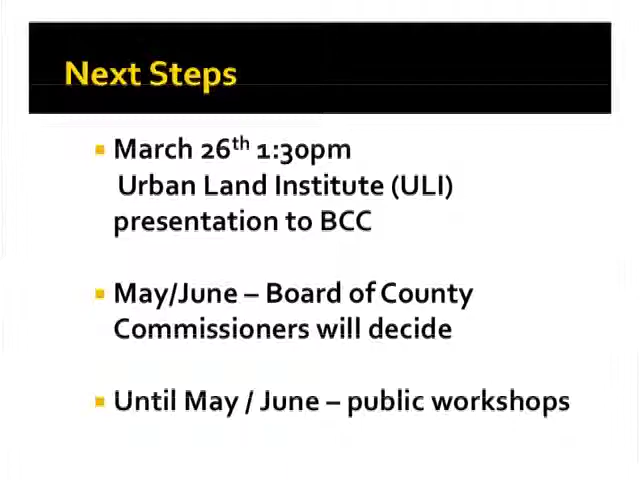 Next Steps
March 26th 1:30pm
Urban Land Institute (ULI)
presentation to BCC
May/June – Board of County
Commissioners will decide
Until May / June – public workshops